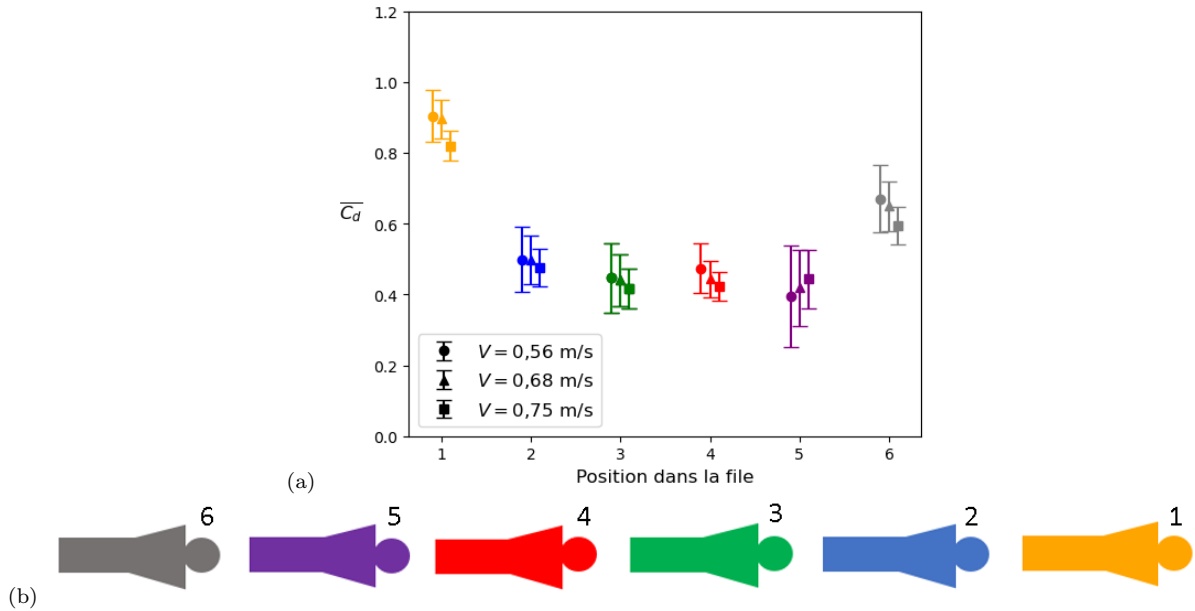 1.2
1.0
0.8
0.6
0.4
0.2
0.0
$\overline{C_d}$
V = 0,56 m/s
V = 0,68 m/s
V = 0,75 m/s
1 2 3 4 5 6
Position dans la file
(a)
6 5 4 3 2 1
(b)